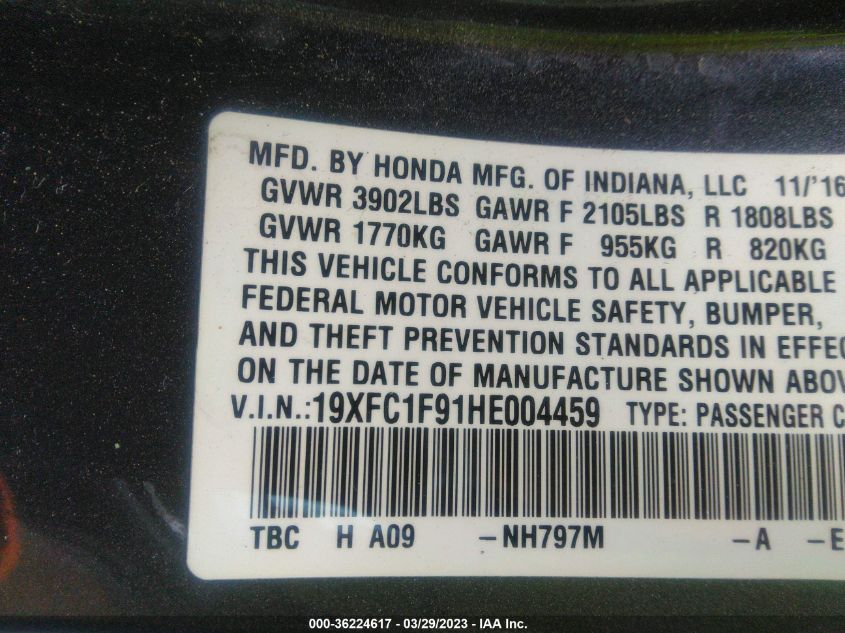 MFD. BY HONDA MFG. OF INDIANA, LLC 11/'16
GVWR 3902LBS GAWR F 2105LBS R 1808LBS
GVWR 1770KG GAWR F 955KG R 820KG
THIS VEHICLE CONFORMS TO ALL APPLICABLE
FEDERAL MOTOR VEHICLE SAFETY, BUMPER,
AND THEFT PREVENTION STANDARDS IN EFFEC
ON THE DATE OF MANUFACTURE SHOWN ABOV
V.I.N.:19XFC1F91HE004459 TYPE: PASSENGER C
TBC H A09 -NH797M -A -E
000-36224617 - 03/29/2023 - IAA Inc.